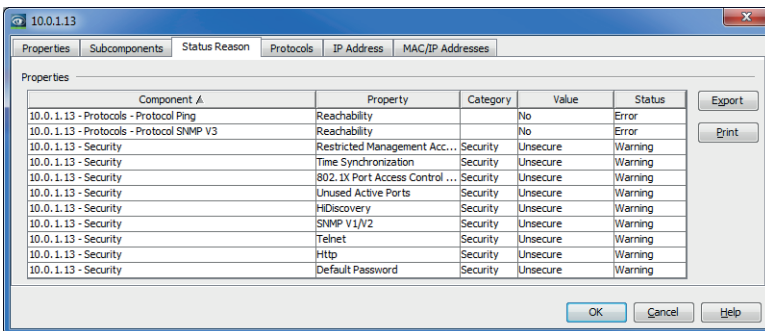 10.0.1.13
Properties Subcomponents Status Reason Protocols IP Address MAC/IP Addresses
Properties
Component Property Category Value Status
10.0.1.13 - Protocols - Protocol Ping Reachability No Error
10.0.1.13 - Protocols - Protocol SNMP V3 Reachability No Error
10.0.1.13 - Security Restricted Management Acc... Security Unsecure Warning
10.0.1.13 - Security Time Synchronization Security Unsecure Warning
10.0.1.13 - Security 802.1X Port Access Control ... Security Unsecure Warning
10.0.1.13 - Security Unused Active Ports Security Unsecure Warning
10.0.1.13 - Security HiDiscovery Security Unsecure Warning
10.0.1.13 - Security SNMP V1/V2 Security Unsecure Warning
10.0.1.13 - Security Telnet Security Unsecure Warning
10.0.1.13 - Security Http Security Unsecure Warning
10.0.1.13 - Security Default Password Security Unsecure Warning
Export
Print
OK Cancel Help